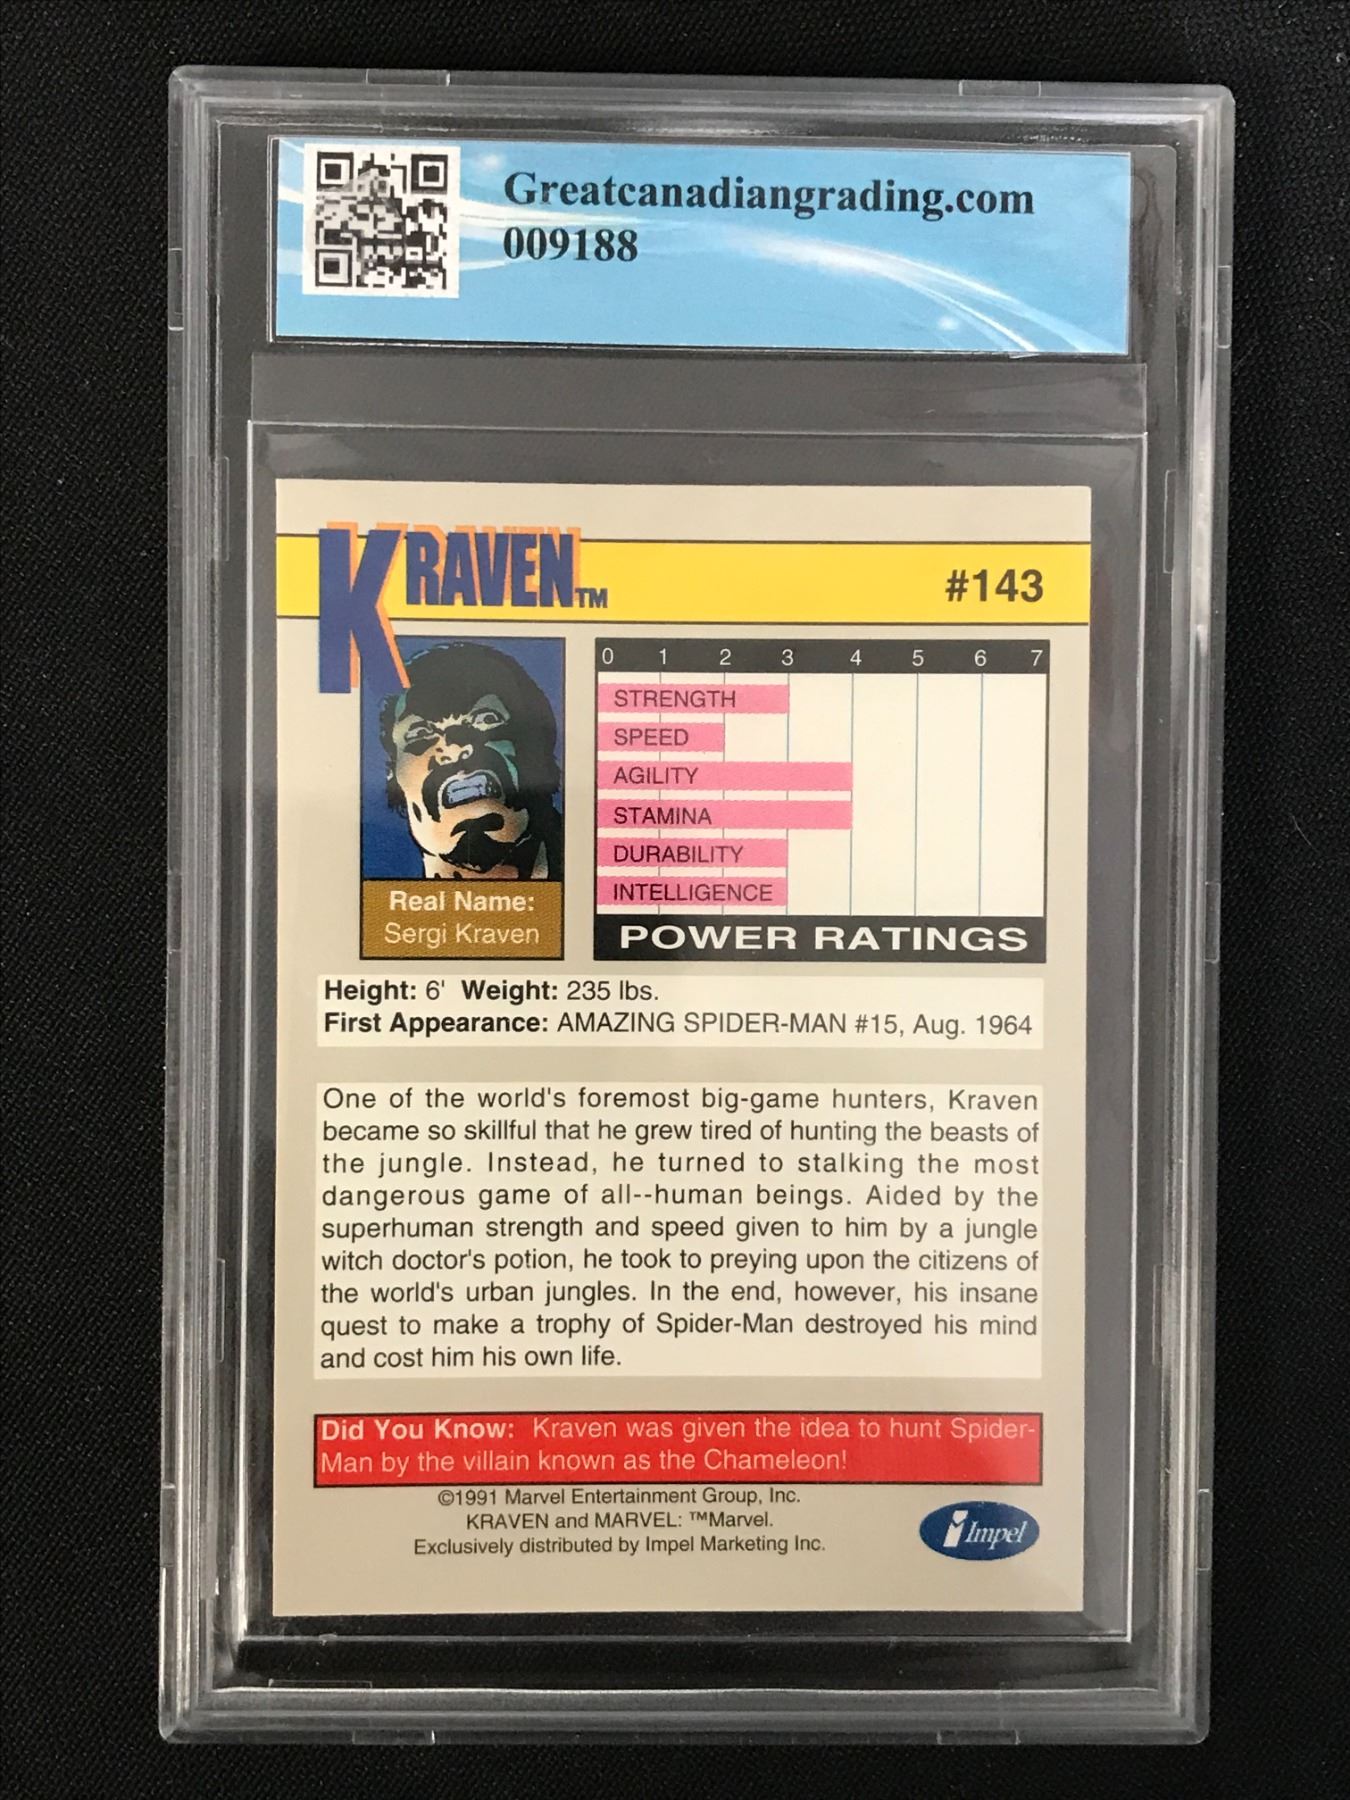 Greatcanadiangrading.com
009188
KRAVEN™
#143
0 1 2 3 4 5 6 7
STRENGTH
SPEED
AGILITY
STAMINA
DURABILITY
INTELLIGENCE
POWER RATINGS
Real Name:
Sergi Kraven
Height: 6' Weight: 235 lbs.
First Appearance: AMAZING SPIDER-MAN #15, Aug. 1964
One of the world's foremost big-game hunters, Kraven
became so skillful that he grew tired of hunting the beasts of
the jungle. Instead, he turned to stalking the most
dangerous game of all--human beings. Aided by the
superhuman strength and speed given to him by a jungle
witch doctor's potion, he took to preying upon the citizens of
the world's urban jungles. In the end, however, his insane
quest to make a trophy of Spider-Man destroyed his mind
and cost him his own life.
Did You Know: Kraven was given the idea to hunt Spider-
Man by the villain known as the Chameleon!
©1991 Marvel Entertainment Group, Inc.
KRAVEN and MARVEL: ™Marvel.
Exclusively distributed by Impel Marketing Inc.
Impel